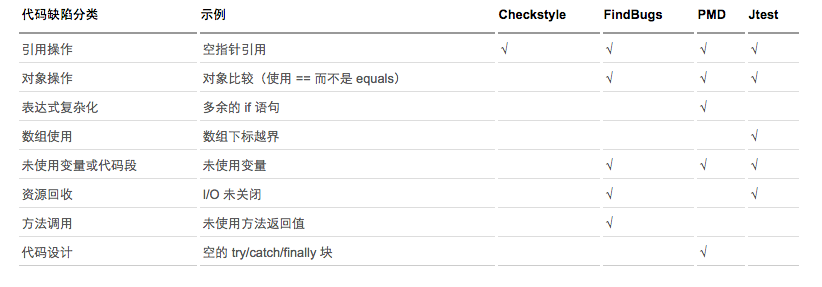 代码缺陷分类 示例 Checkstyle FindBugs PMD Jtest
引用操作 空指针引用 √ √ √ √
对象操作 对象比较（使用 == 而不是 equals） √ √ √
表达式复杂化 多余的 if 语句 √
数组使用 数组下标越界 √
未使用变量或代码段 未使用变量 √ √ √
资源回收 I/O 未关闭 √ √
方法调用 未使用方法返回值 √
代码设计 空的 try/catch/finally 块 √